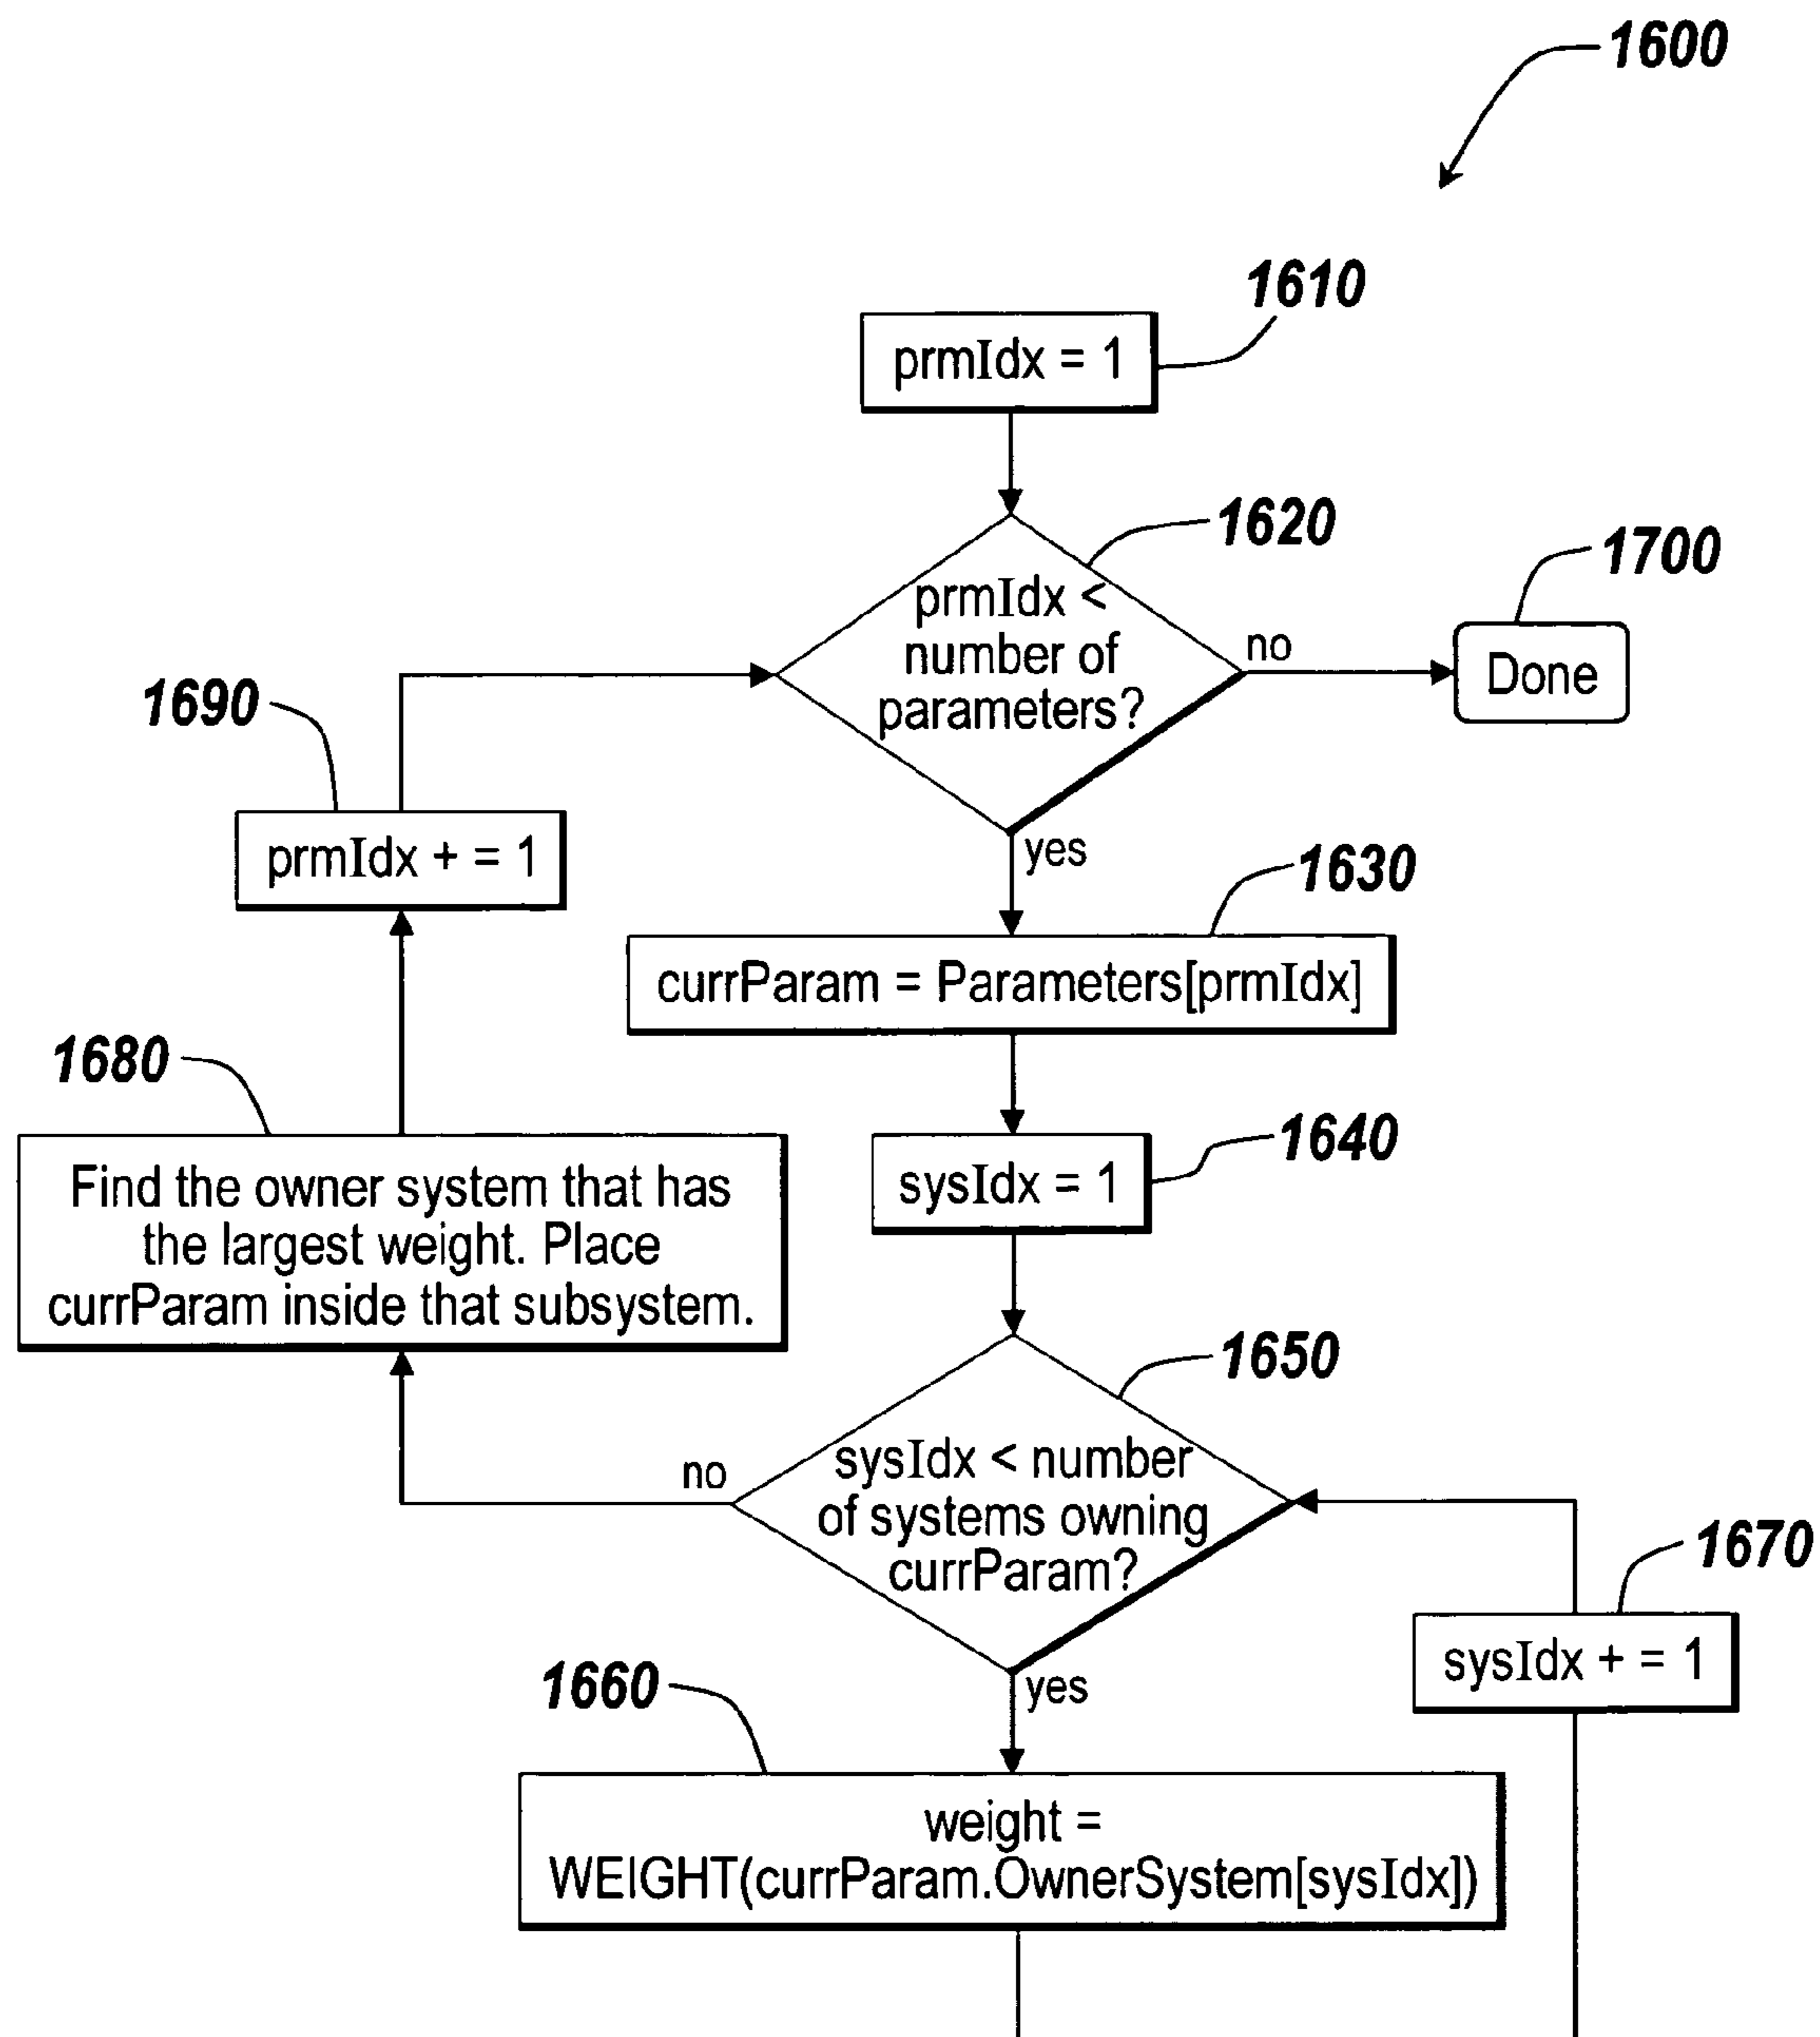 1600
1610
prmIdx = 1
1620
prmIdx <
number of
parameters?
no
1700
Done
1690
prmIdx + = 1
yes
1630
currParam = Parameters[prmIdx]
1680
Find the owner system that has
the largest weight. Place
currParam inside that subsystem.
1640
sysIdx = 1
1650
sysIdx < number
of systems owning
currParam?
no
1670
sysIdx + = 1
yes
1660
weight =
WEIGHT(currParam.OwnerSystem[sysIdx])